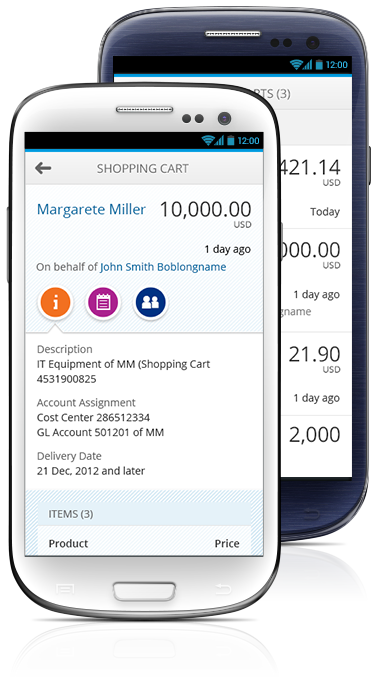 12:00
SHOPPING CART
Margarete Miller 10,000.00
USD
1 day ago
On behalf of John Smith Boblongname
i
Description
IT Equipment of MM (Shopping Cart
4531900825
Account Assignment
Cost Center 286512334
GL Account 501201 of MM
Delivery Date
21 Dec, 2012 and later
ITEMS (3)
Product Price
12:00
RTS (3)
421.14
USD
Today
000.00
USD
1 day ago
gname
21.90
USD
1 day ago
2,000